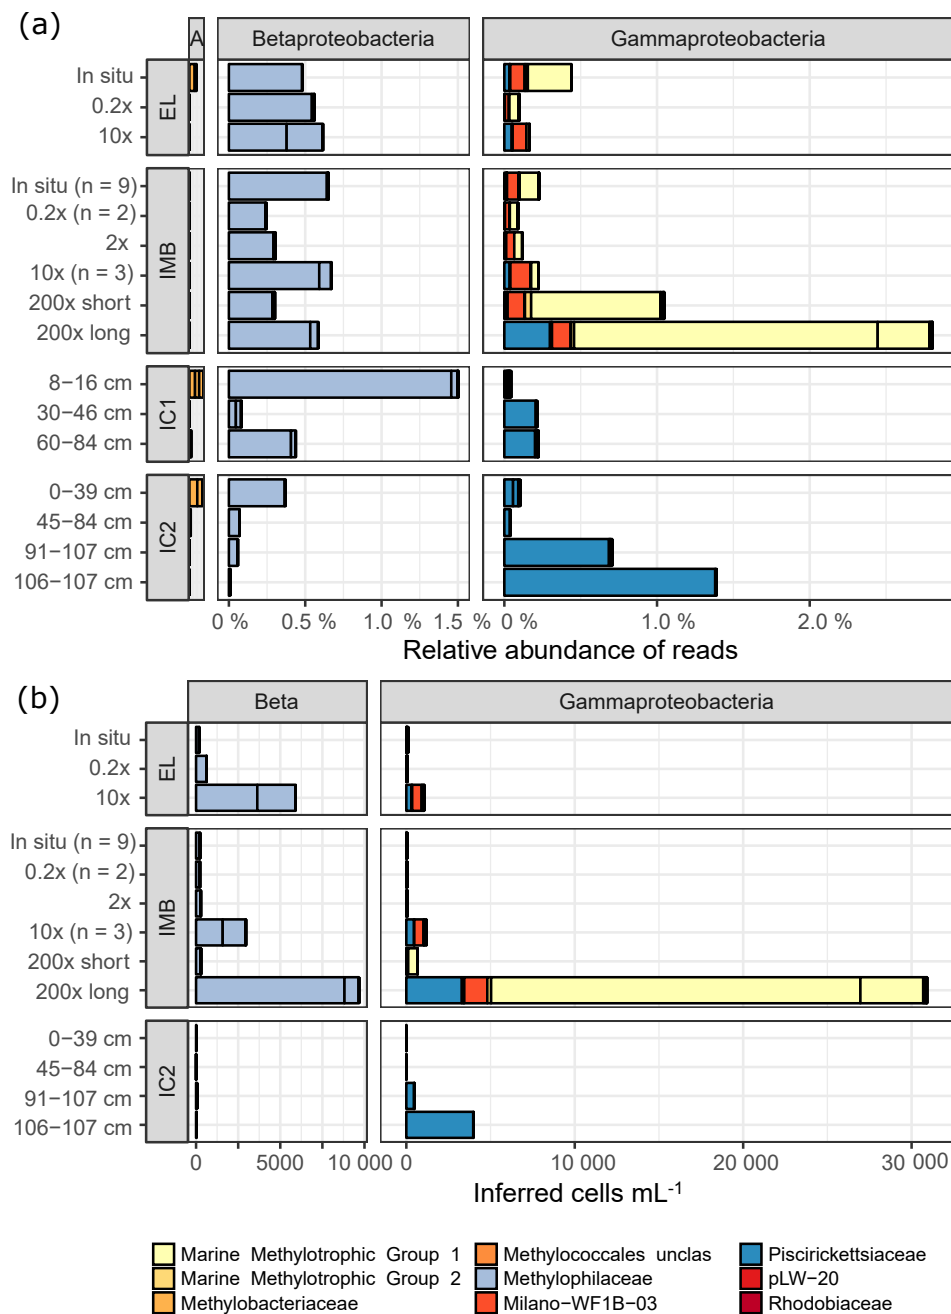 (a)
A
Betaproteobacteria
Gammaproteobacteria
EL
In situ
0.2x
10x
IMB
In situ (n = 9)
0.2x (n = 2)
2x
10x (n = 3)
200x short
200x long
IC1
8−16 cm
30−46 cm
60−84 cm
IC2
0−39 cm
45−84 cm
91−107 cm
106−107 cm
0 % 0.5 % 1.0 % 1.5 % 0 % 1.0 % 2.0 %
Relative abundance of reads
(b)
Beta
Gammaproteobacteria
EL
In situ
0.2x
10x
IMB
In situ (n = 9)
0.2x (n = 2)
2x
10x (n = 3)
200x short
200x long
IC2
0−39 cm
45−84 cm
91−107 cm
106−107 cm
0 5000 10 000 0 10 000 20 000 30 000
Inferred cells mL⁻¹
Marine Methylotrophic Group 1
Marine Methylotrophic Group 2
Methylobacteriaceae
Methylococcales unclas
Methylophilaceae
Milano−WF1B−03
Piscirickettsiaceae
pLW−20
Rhodobiaceae